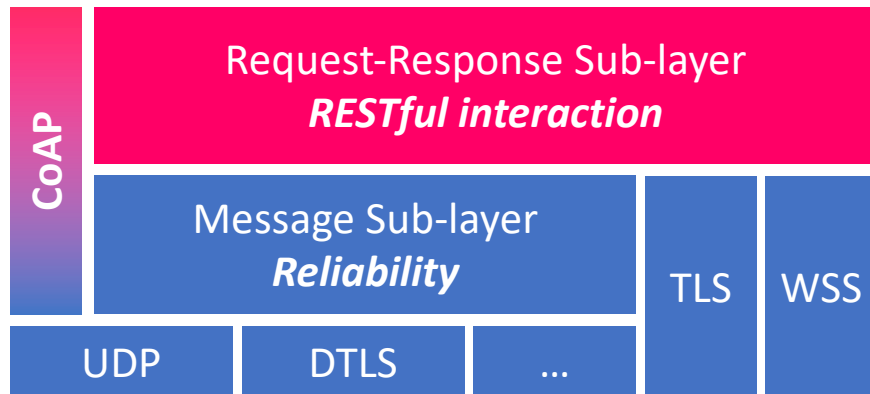 CoAP
Request-Response Sub-layer
RESTful interaction
Message Sub-layer
Reliability
TLS
WSS
UDP
DTLS
...